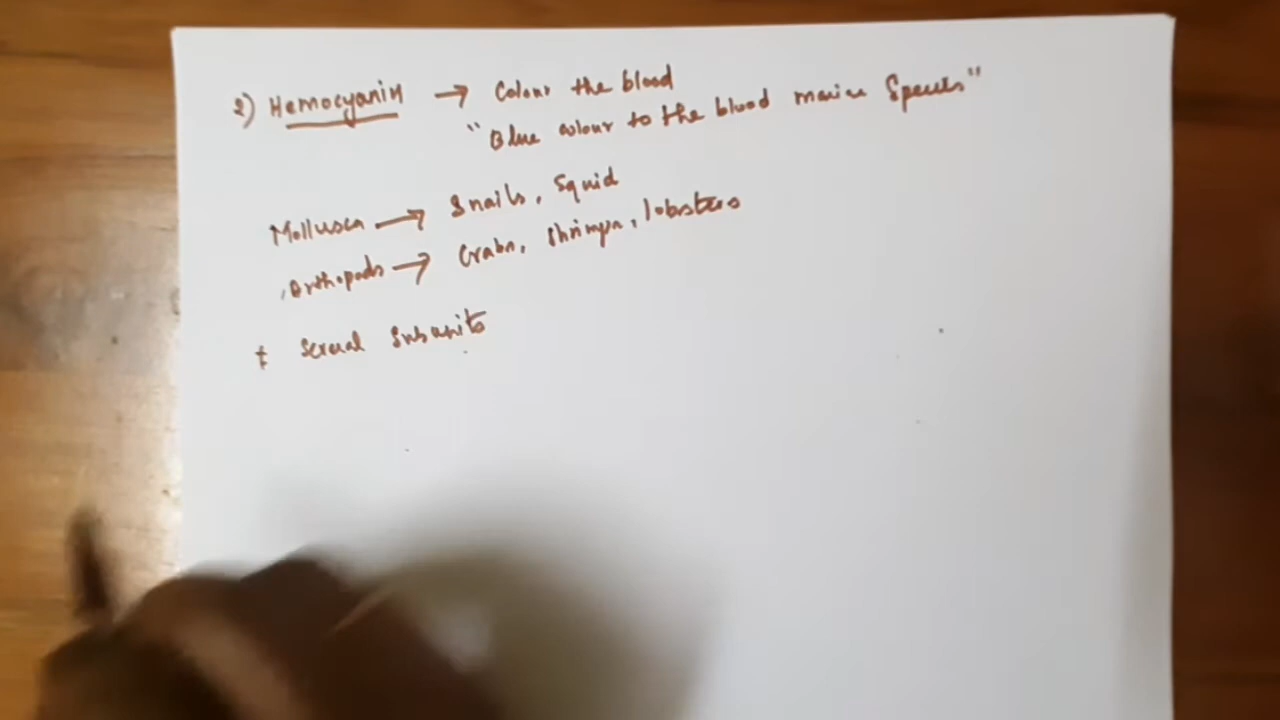 2) Hemocyanin → Colour the blood
"Blue colour to the blood marine Species"
Mollusca → Snails, Squid
Arthopads → Crabs, Shrimps, lobsters
* Several Subunits